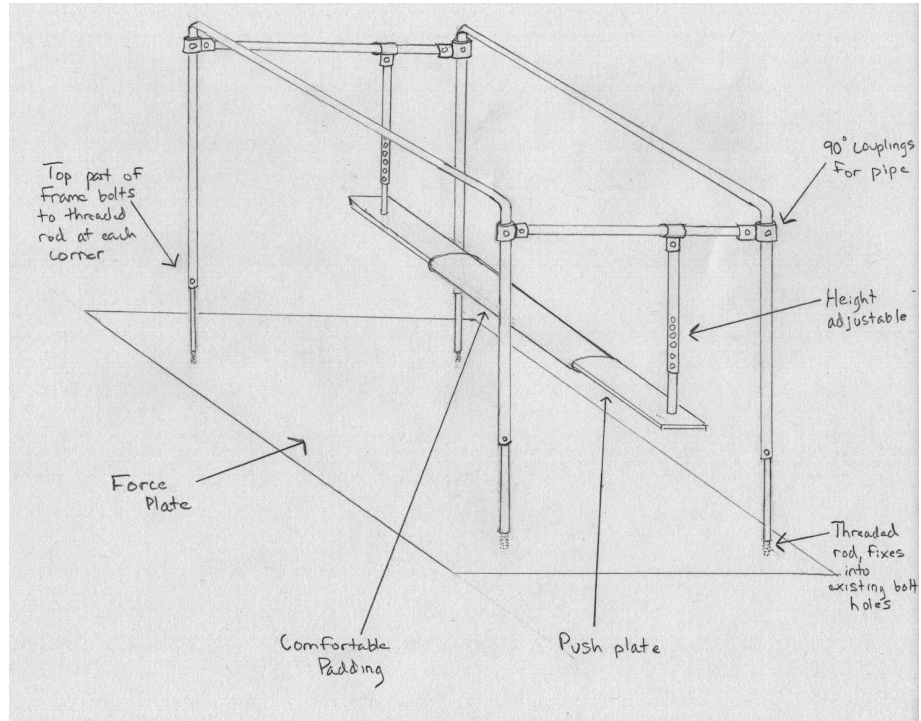 Top part of
frame bolts
to threaded
rod at each
corner
90° couplings
for pipe
Height
adjustable
Force
Plate
Threaded
rod, fixes
into
existing bolt
holes
Comfortable
Padding
Push plate